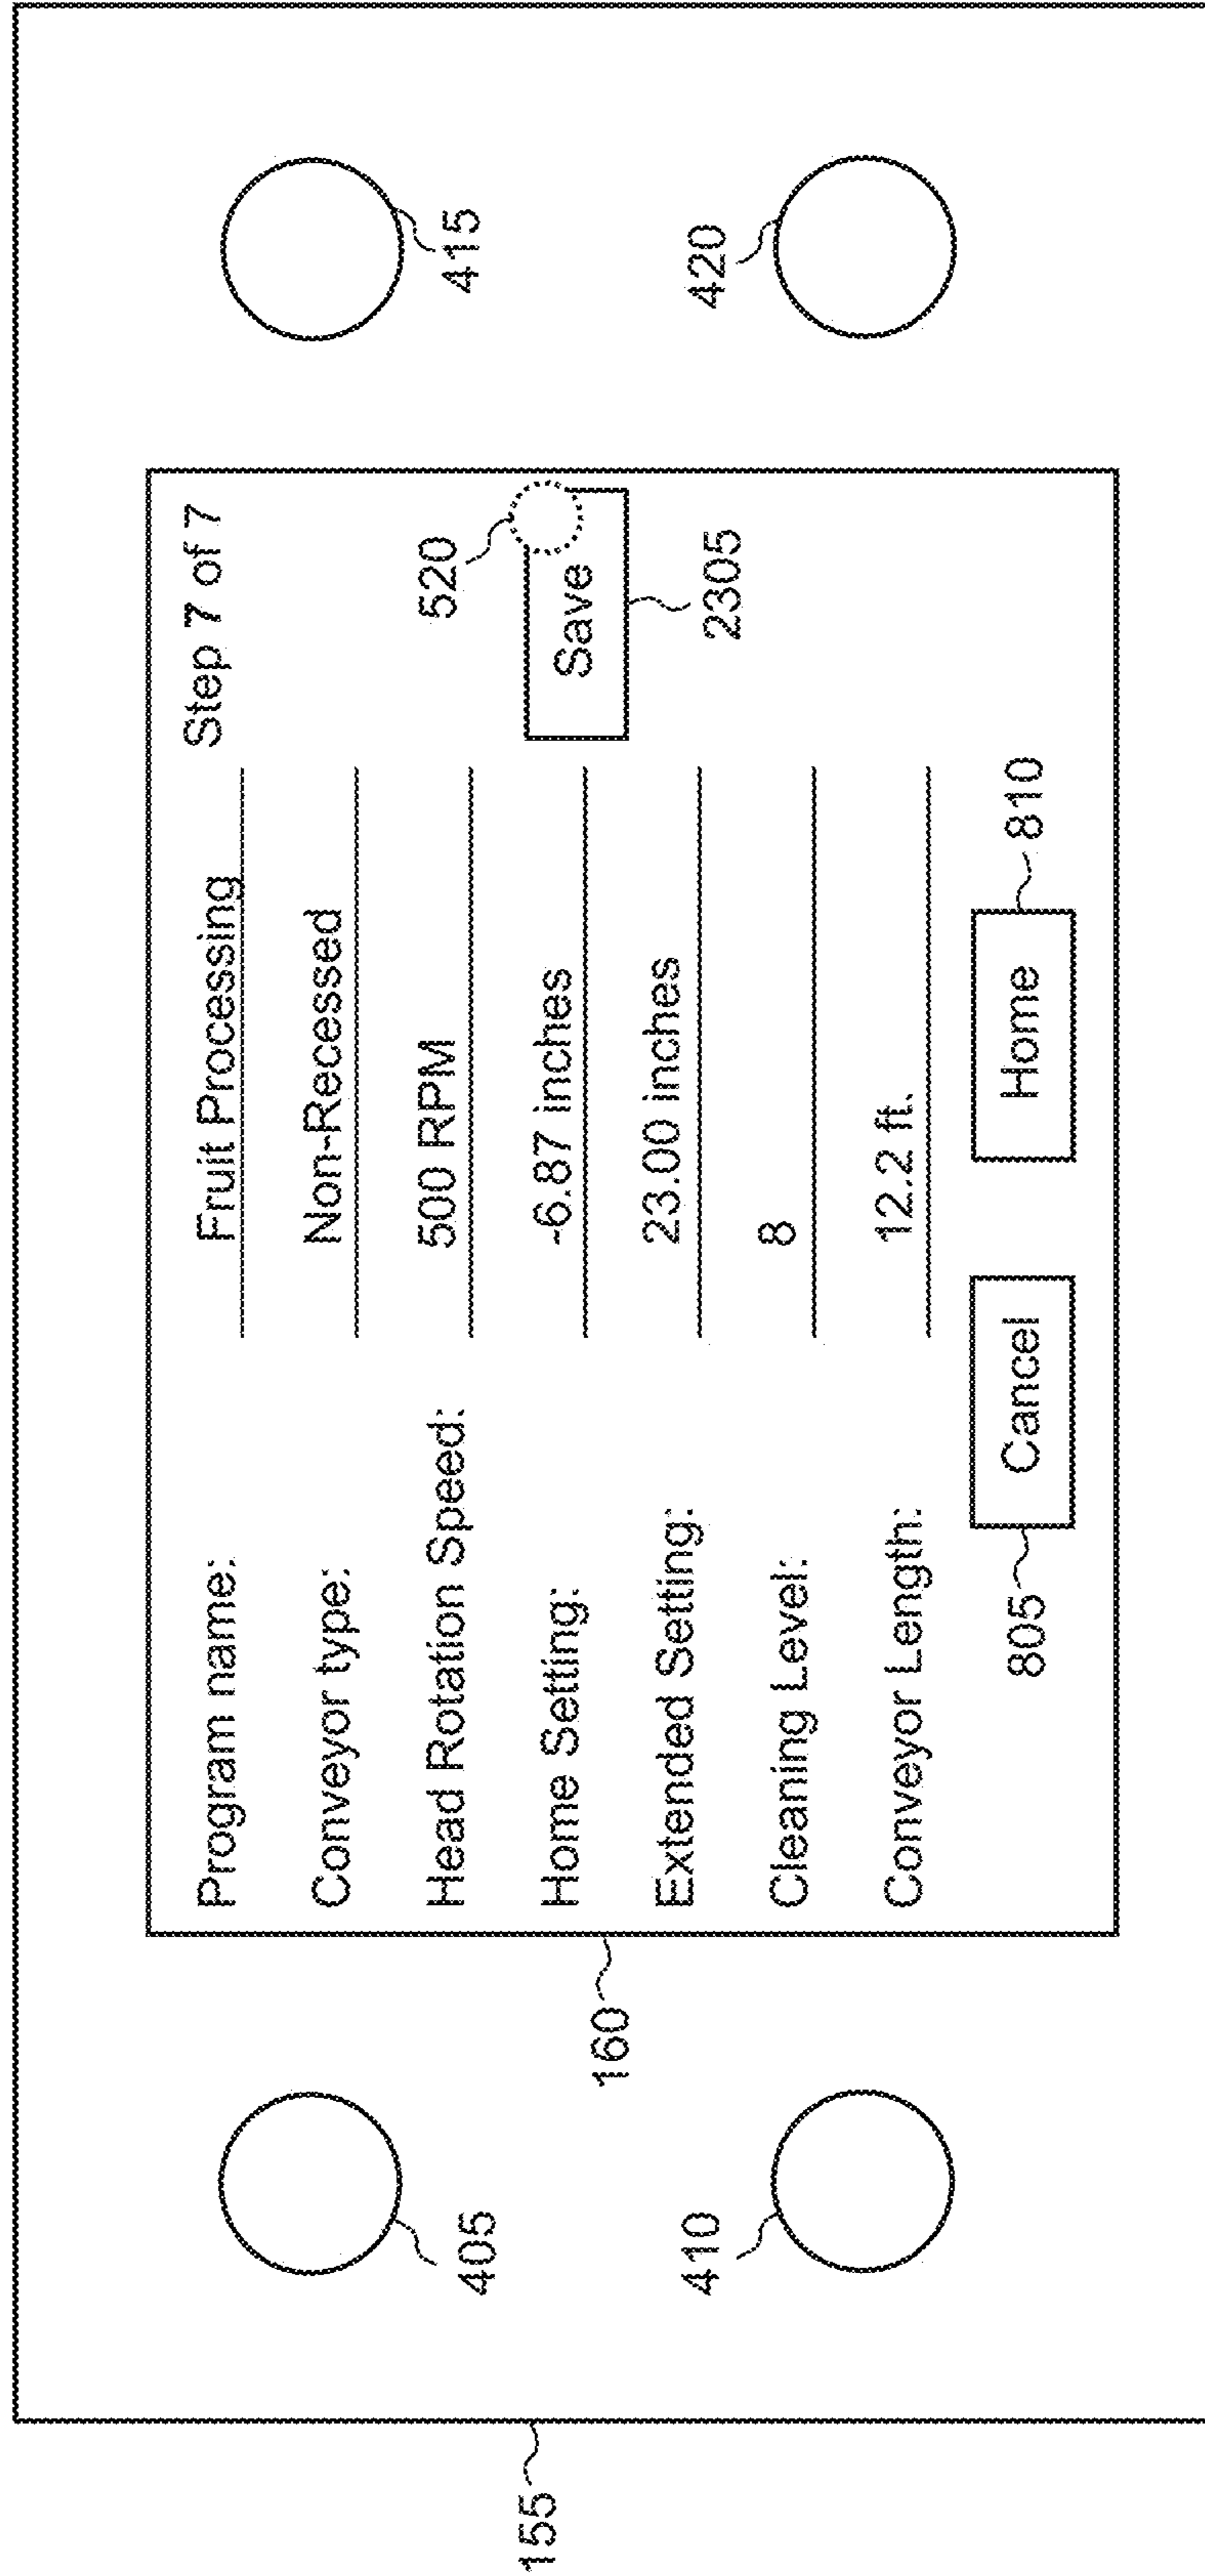 Program name: Fruit Processing Step 7 of 7
Conveyor type: Non-Recessed
Head Rotation Speed: 500 RPM
Home Setting: -6.87 inches
Extended Setting: 23.00 inches
Cleaning Level: 8
Conveyor Length: 12.2 ft.
Save
Cancel Home
405
410
415
420
155
160
520
2305
805
810